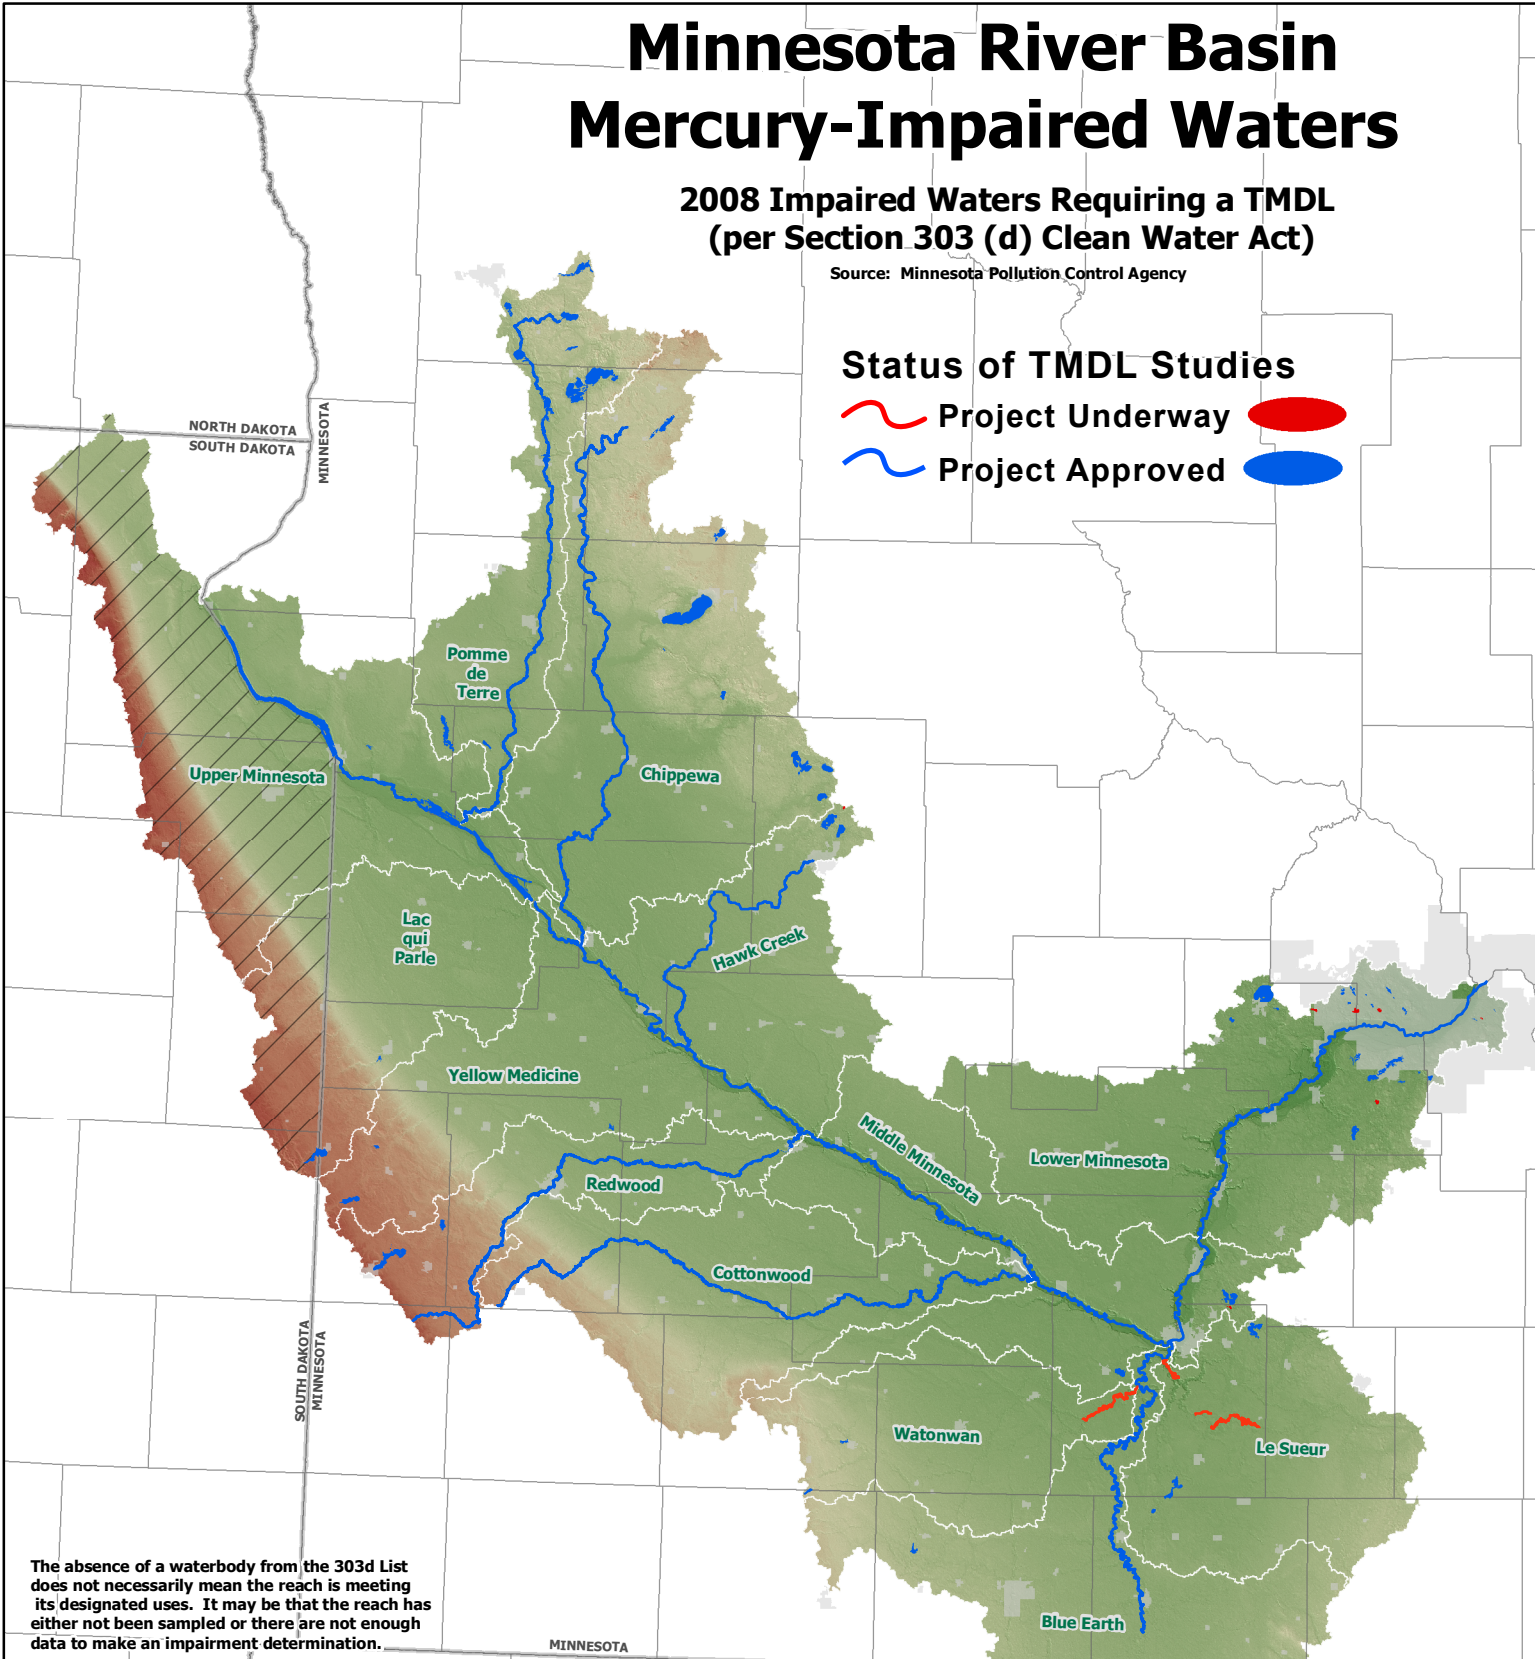 Minnesota River Basin
Mercury-Impaired Waters
2008 Impaired Waters Requiring a TMDL
(per Section 303 (d) Clean Water Act)
Source: Minnesota Pollution Control Agency
Status of TMDL Studies
Project Underway
Project Approved
NORTH DAKOTA
SOUTH DAKOTA
MINNESOTA
Pomme
de
Terre
Upper Minnesota
Chippewa
Lac
qui
Parle
Hawk Creek
Yellow Medicine
Middle Minnesota
Lower Minnesota
Redwood
Cottonwood
SOUTH DAKOTA
MINNESOTA
Watonwan
Le Sueur
Blue Earth
The absence of a waterbody from the 303d List
does not necessarily mean the reach is meeting
its designated uses. It may be that the reach has
either not been sampled or there are not enough
data to make an impairment determination.
MINNESOTA